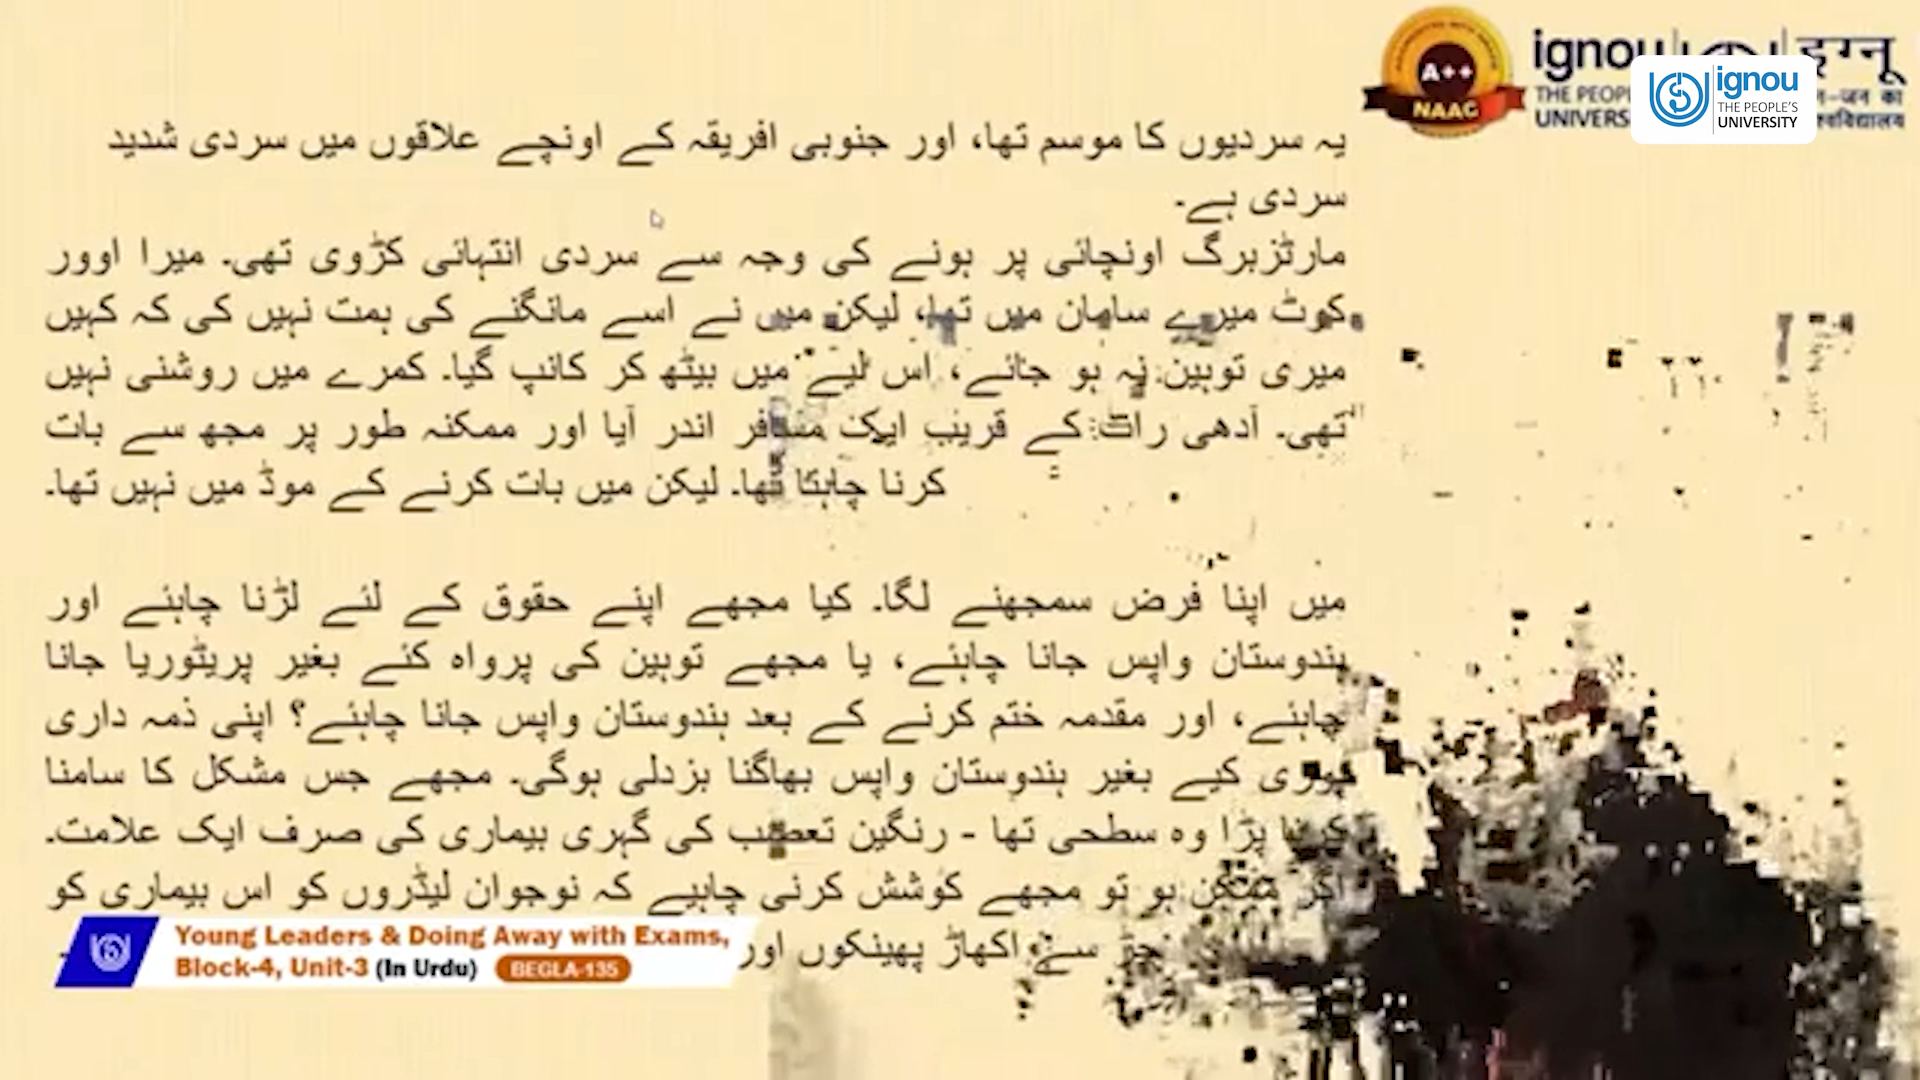 A++
NAAC
ignou
इग्नू
THE PEOPLE'S
UNIVERSITY
ignou
THE PEOPLE'S
UNIVERSITY
यह سردیوں کا موسم تھا، اور جنوبی افریقہ کے اونچے علاقوں میں سردی شدید
سردی ہے۔
مارٹزبرگ اونچائی پر ہونے کی وجہ سے سردی انتہائی کڑوی تھی۔ میرا اوور
کوٹ میرے سامان میں تھا، لیکن میں نے اسے مانگنے کی ہمت نہیں کی کہ کہیں
میری توہین نہ ہو جائے، اس لیے میں بیٹھ کر کانپ گیا۔ کمرے میں روشنی نہیں
تھی۔ آدھی رات کے قریب ایک مسافر اندر آیا اور ممکنہ طور پر مجھ سے بات
کرنا چاہتا تھا۔ لیکن میں بات کرنے کے موڈ میں نہیں تھا۔
میں اپنا فرض سمجھنے لگا۔ کیا مجھے اپنے حقوق کے لئے لڑنا چاہئے اور
ہندوستان واپس جانا چاہئے، یا مجھے توہین کی پرواہ کئے بغیر پریٹوریا جانا
چاہئے، اور مقدمہ ختم کرنے کے بعد ہندوستان واپس جانا چاہئے؟ اپنی ذمہ داری
پوری کیے بغیر ہندوستان واپس بھاگنا بزدلی ہوگی۔ مجھے جس مشکل کا سامنا
کرنا پڑا وہ سطحی تھا - رنگین تعصب کی گہری بیماری کی صرف ایک علامت۔
اگر ممکن ہو تو مجھے کوشش کرنی چاہیے کہ نوجوان لیڈروں کو اس بیماری کو
جڑ سے اکھاڑ پھینکوں اور
Young Leaders & Doing Away with Exams,
Block-4, Unit-3 (In Urdu) BEGLA-135